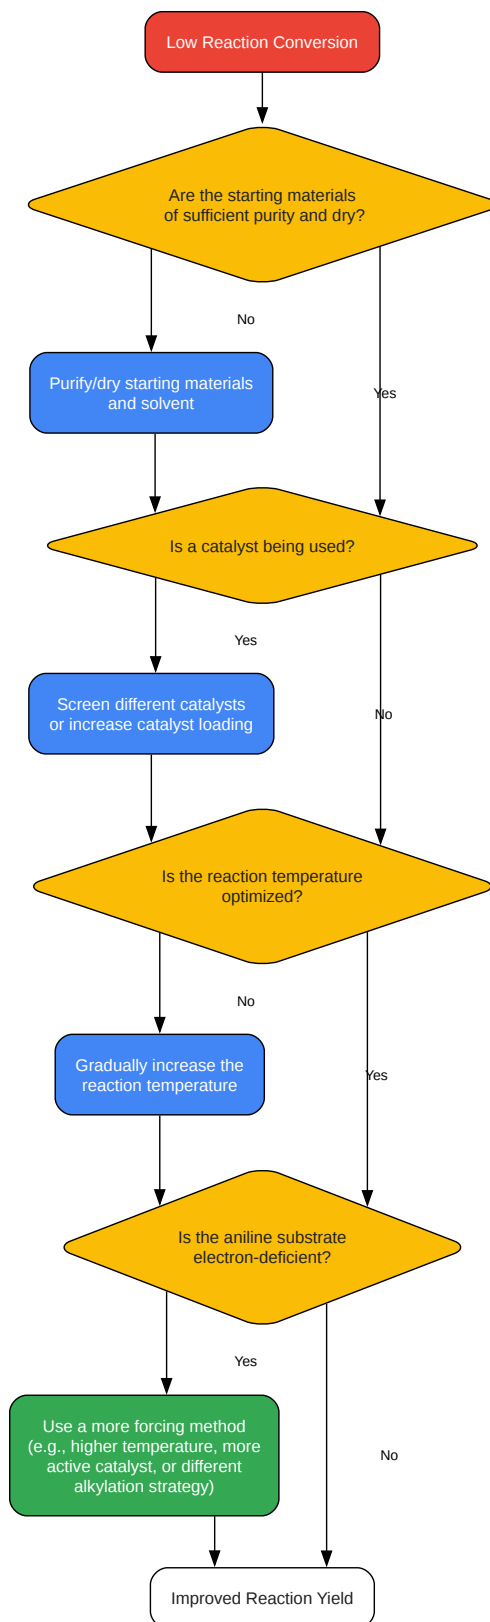 Low Reaction Conversion
Are the starting materials
of sufficient purity and dry?
No
Purify/dry starting materials
and solvent
Yes
Is a catalyst being used?
Yes
Screen different catalysts
or increase catalyst loading
No
Is the reaction temperature
optimized?
No
Gradually increase the
reaction temperature
Yes
Is the aniline substrate
electron-deficient?
Yes
Use a more forcing method
(e.g., higher temperature, more
active catalyst, or different
alkylation strategy)
No
Improved Reaction Yield